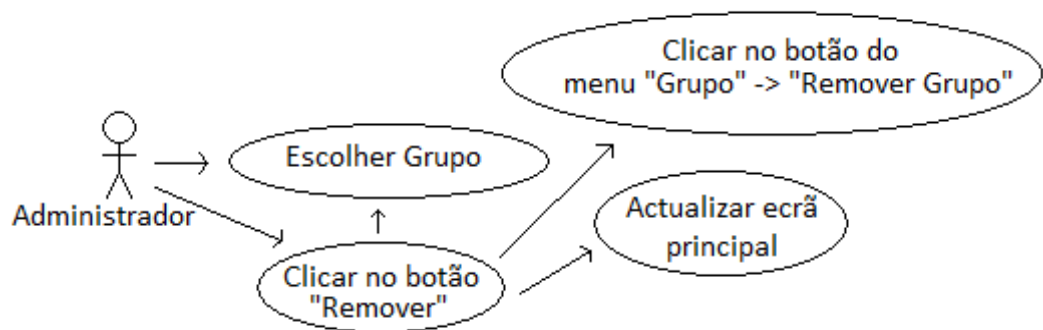 Clicar no botão do
menu "Grupo" -> "Remover Grupo"
Escolher Grupo
Administrador
Actualizar ecrã
principal
Clicar no botão
"Remover"